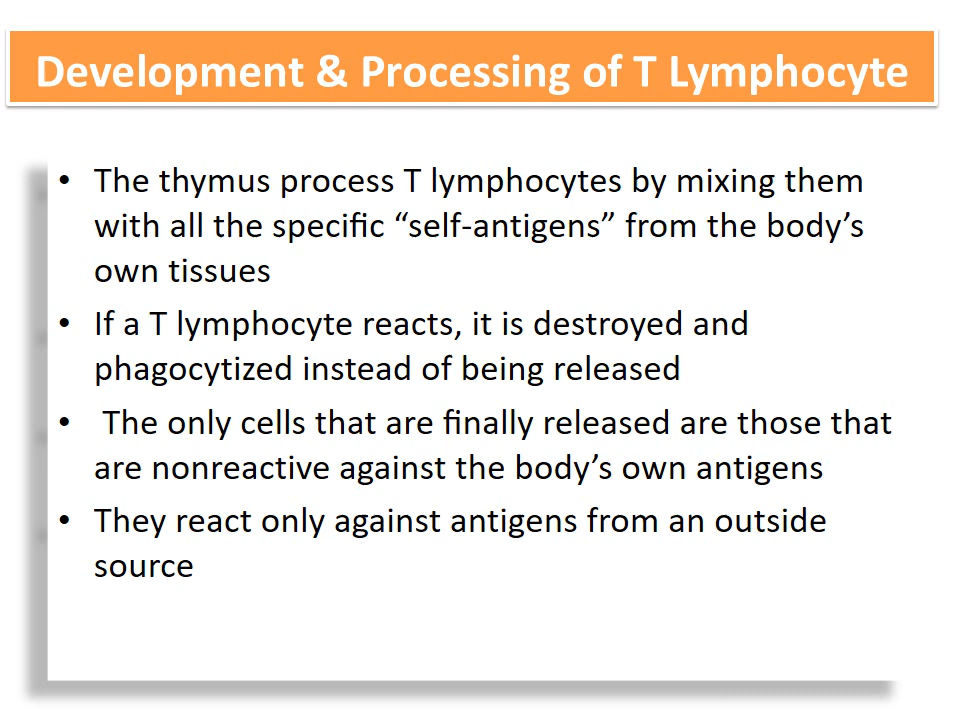 Development & Processing of T Lymphocyte
• The thymus process T lymphocytes by mixing them
with all the specific “self-antigens” from the body’s
own tissues
• If a T lymphocyte reacts, it is destroyed and
phagocytized instead of being released
• The only cells that are finally released are those that
are nonreactive against the body’s own antigens
• They react only against antigens from an outside
source